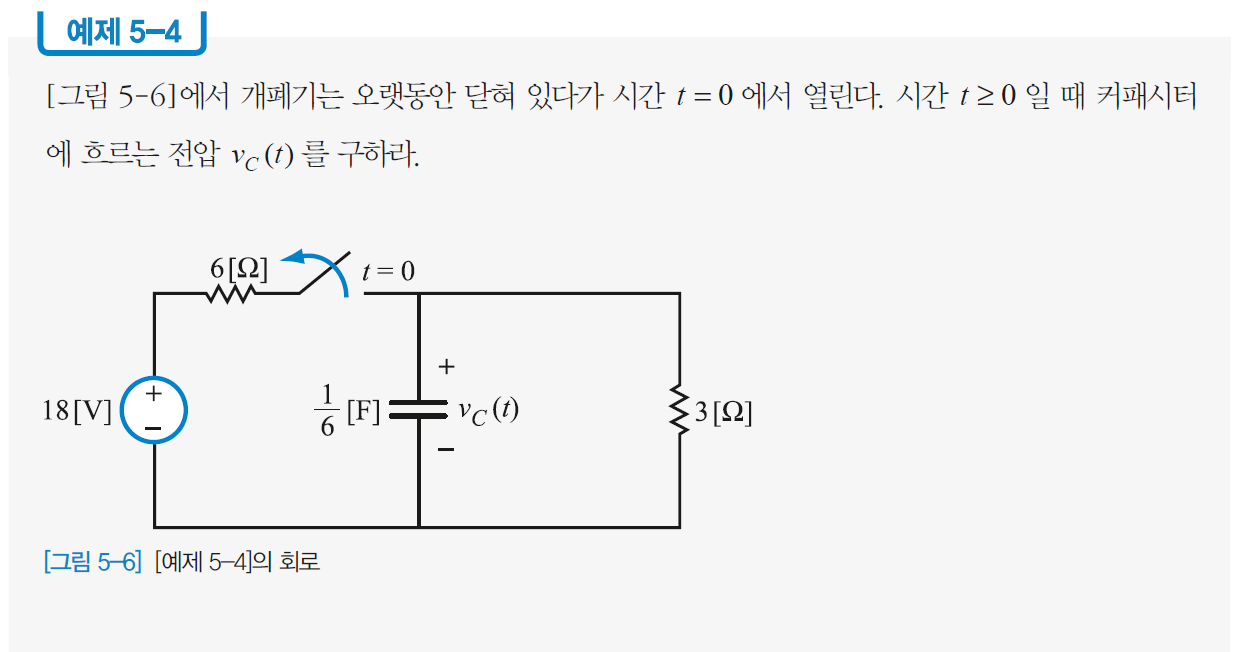 예제 5-4
[그림 5-6]에서 개폐기는 오랫동안 닫혀 있다가 시간 t = 0 에서 열린다. 시간 t ≥ 0 일 때 커패시터
에 흐르는 전압 v_C(t) 를 구하라.
6[Ω]
t = 0
18[V]
+
−
1/6 [F]
+
v_C(t)
−
3[Ω]
[그림 5-6] [예제 5-4]의 회로